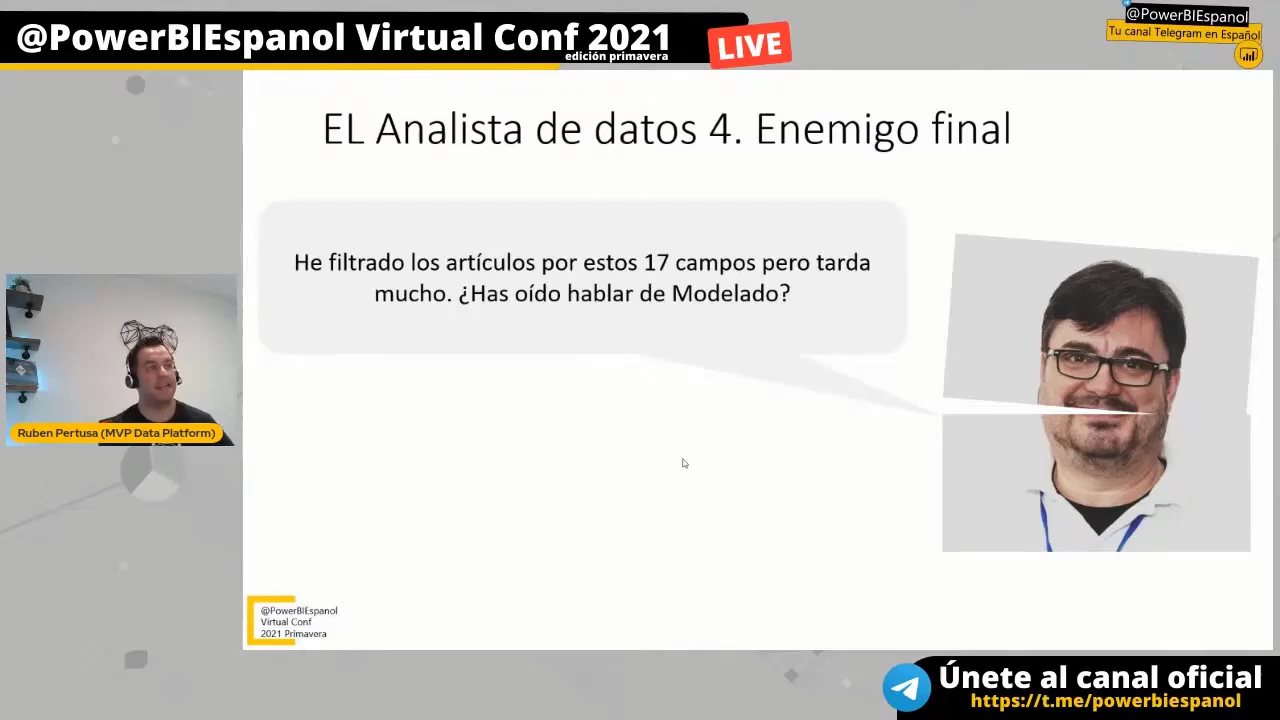 @PowerBIEspanol Virtual Conf 2021
edición primavera
LIVE
@PowerBIEspanol
Tu canal Telegram en Español
EL Analista de datos 4. Enemigo final
He filtrado los artículos por estos 17 campos pero tarda
mucho. ¿Has oído hablar de Modelado?
Ruben Pertusa (MVP Data Platform)
@PowerBIEspanol
Virtual Conf
2021 Primavera
Únete al canal oficial
https://t.me/powerbiespanol